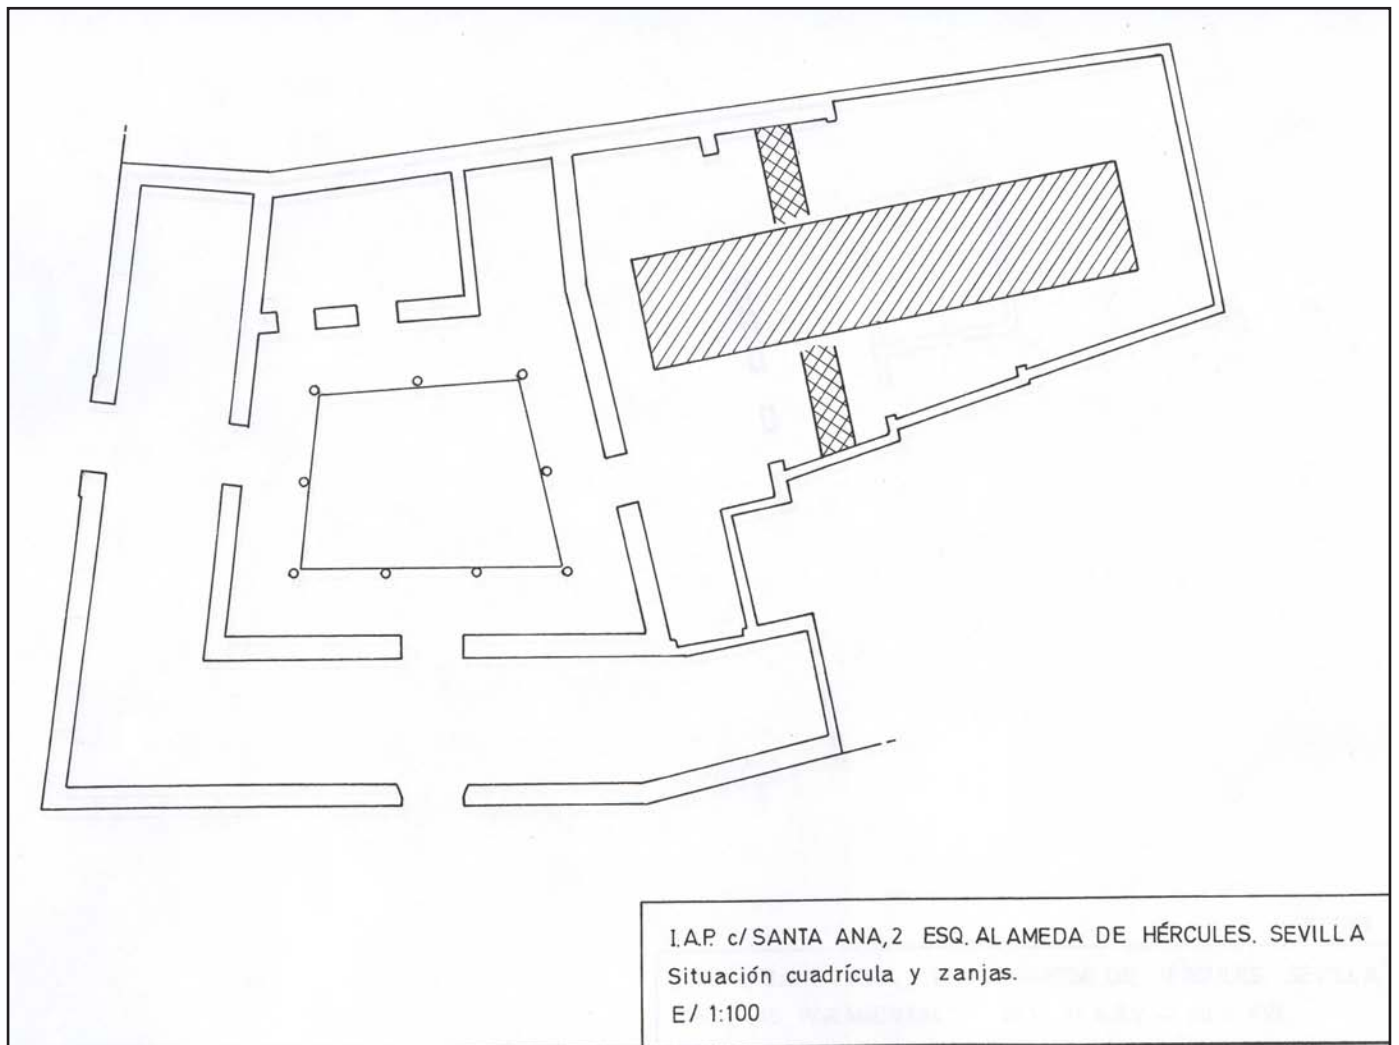 I.A.P. c/ SANTA ANA, 2 ESQ. ALAMEDA DE HÉRCULES. SEVILLA
Situación cuadrícula y zanjas.
E/ 1:100